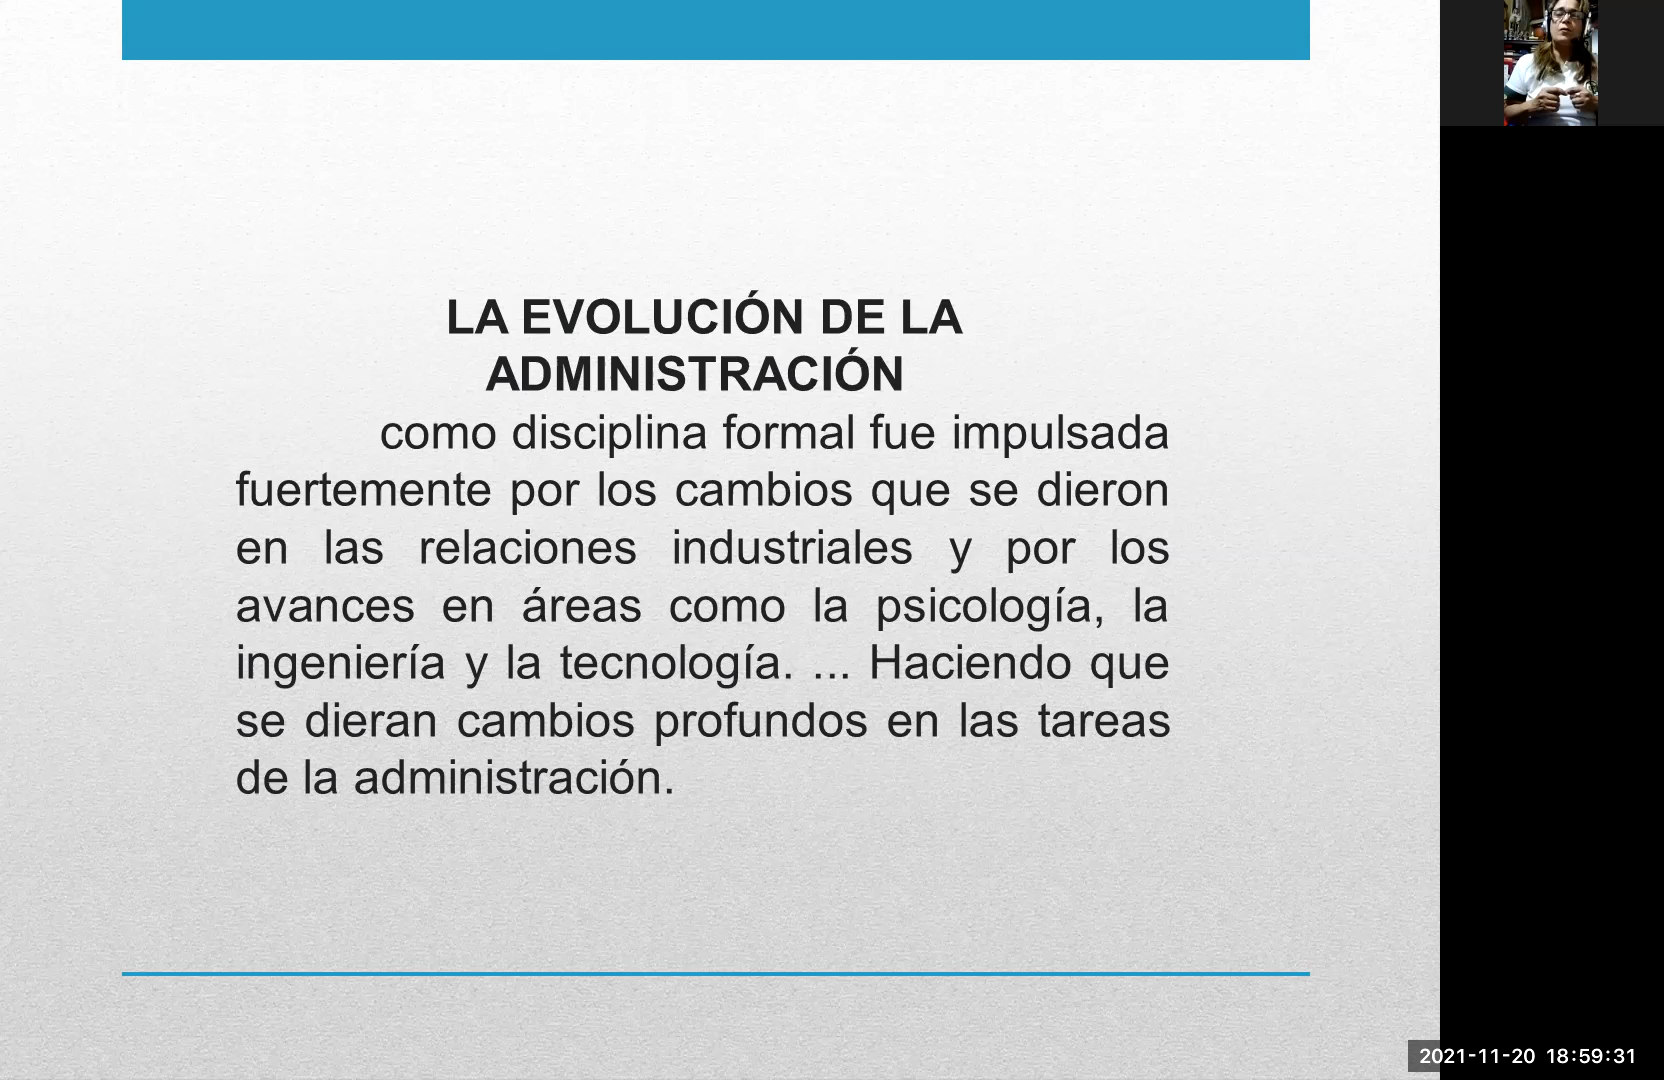 LA EVOLUCIÓN DE LA
ADMINISTRACIÓN
como disciplina formal fue impulsada
fuertemente por los cambios que se dieron
en las relaciones industriales y por los
avances en áreas como la psicología, la
ingeniería y la tecnología. ... Haciendo que
se dieran cambios profundos en las tareas
de la administración.
2021-11-20 18:59:31